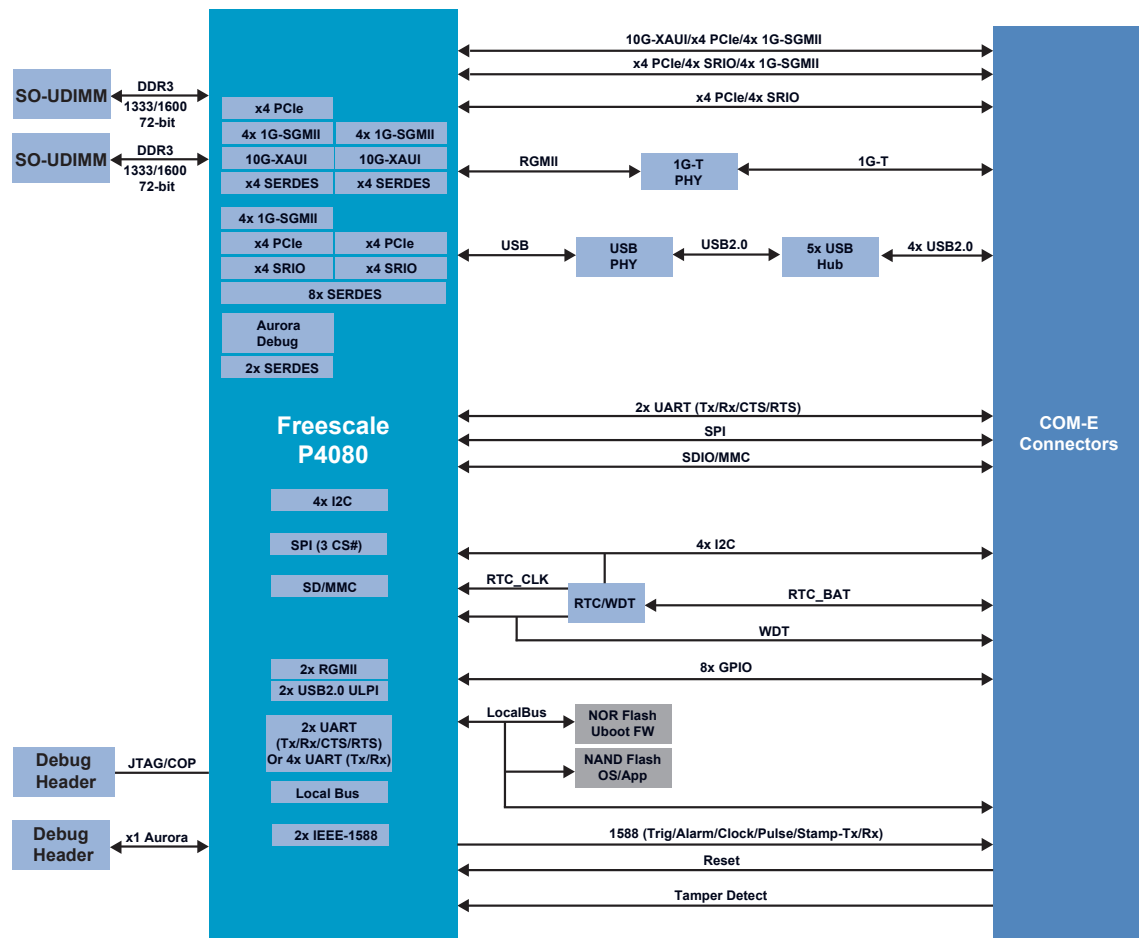 10G-XAUI/x4 PCIe/4x 1G-SGMII
x4 PCIe/4x SRIO/4x 1G-SGMII
x4 PCIe/4x SRIO
SO-UDIMM
DDR3
1333/1600
72-bit
SO-UDIMM
DDR3
1333/1600
72-bit
x4 PCIe
4x 1G-SGMII
4x 1G-SGMII
10G-XAUI
10G-XAUI
x4 SERDES
x4 SERDES
RGMII
1G-T
PHY
1G-T
4x 1G-SGMII
x4 PCIe
x4 PCIe
x4 SRIO
x4 SRIO
8x SERDES
USB
USB
PHY
USB2.0
5x USB
Hub
4x USB2.0
Aurora
Debug
2x SERDES
Freescale
P4080
2x UART (Tx/Rx/CTS/RTS)
SPI
SDIO/MMC
COM-E
Connectors
4x I2C
SPI (3 CS#)
SD/MMC
4x I2C
RTC_CLK
RTC/WDT
RTC_BAT
WDT
2x RGMII
2x USB2.0 ULPI
8x GPIO
2x UART
(Tx/Rx/CTS/RTS)
Or 4x UART (Tx/Rx)
LocalBus
NOR Flash
Uboot FW
NAND Flash
OS/App
Debug
Header
JTAG/COP
Local Bus
Debug
Header
x1 Aurora
2x IEEE-1588
1588 (Trig/Alarm/Clock/Pulse/Stamp-Tx/Rx)
Reset
Tamper Detect